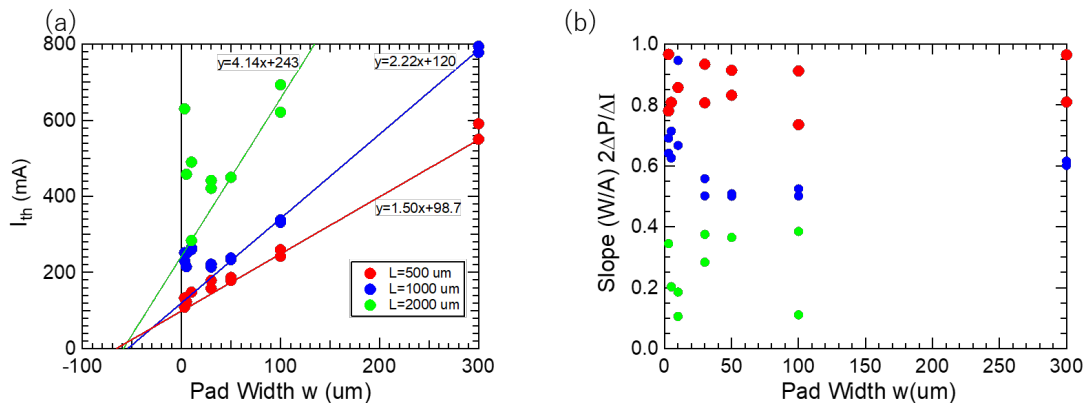 (a)
800
600
400
200
0
-100
0
100
200
300
I_th (mA)
Pad Width w (um)
y=4.14x+243
y=2.22x+120
y=1.50x+98.7
L=500 um
L=1000 um
L=2000 um
(b)
1.0
0.8
0.6
0.4
0.2
0.0
0
50
100
150
200
250
300
Slope (W/A) 2ΔP/ΔI
Pad Width w(um)